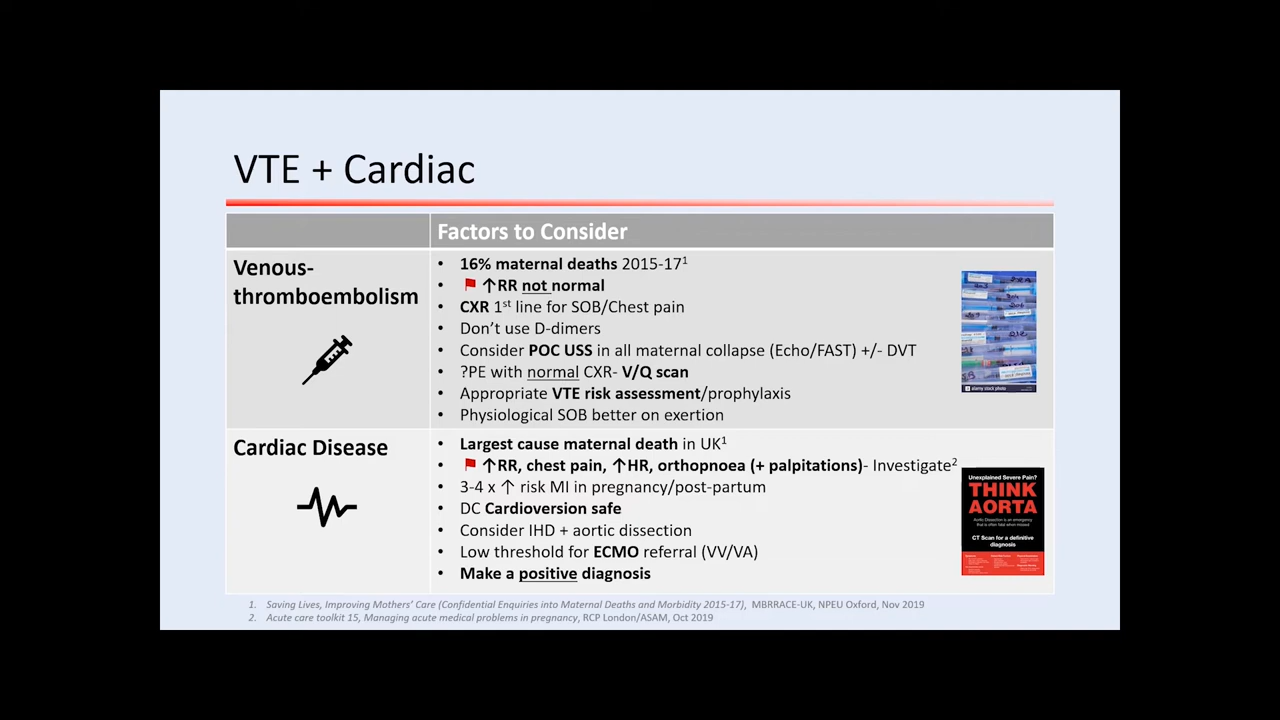 VTE + Cardiac
Factors to Consider
Venous-
thromboembolism
• 16% maternal deaths 2015-17¹
• ↑RR not normal
• CXR 1st line for SOB/Chest pain
• Don't use D-dimers
• Consider POC USS in all maternal collapse (Echo/FAST) +/- DVT
• ?PE with normal CXR- V/Q scan
• Appropriate VTE risk assessment/prophylaxis
• Physiological SOB better on exertion
alamy stock photo
Cardiac Disease
• Largest cause maternal death in UK¹
• ↑RR, chest pain, ↑HR, orthopnoea (+ palpitations)- Investigate²
• 3-4 x ↑ risk MI in pregnancy/post-partum
• DC Cardioversion safe
• Consider IHD + aortic dissection
• Low threshold for ECMO referral (VV/VA)
• Make a positive diagnosis
Unexplained Severe Pain?
THINK
AORTA
Aortic Dissection is an emergency
that is often fatal when missed
CT Scan for a definitive
diagnosis
1. Saving Lives, Improving Mothers' Care (Confidential Enquiries into Maternal Deaths and Morbidity 2015-17), MBRRACE-UK, NPEU Oxford, Nov 2019
2. Acute care toolkit 15, Managing acute medical problems in pregnancy, RCP London/ASAM, Oct 2019